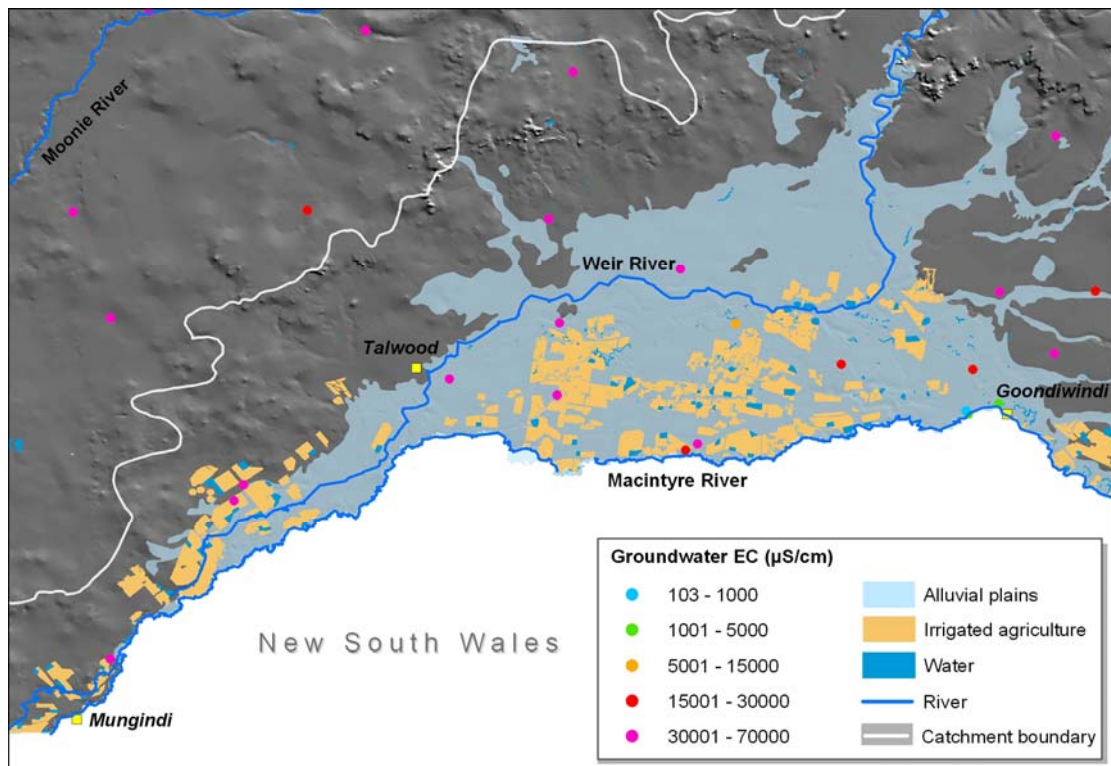 Moonie River
Weir River
Talwood
Goondiwindi
Macintyre River
New South Wales
Mungindi
Groundwater EC (µS/cm)
103 - 1000
1001 - 5000
5001 - 15000
15001 - 30000
30001 - 70000
Alluvial plains
Irrigated agriculture
Water
River
Catchment boundary